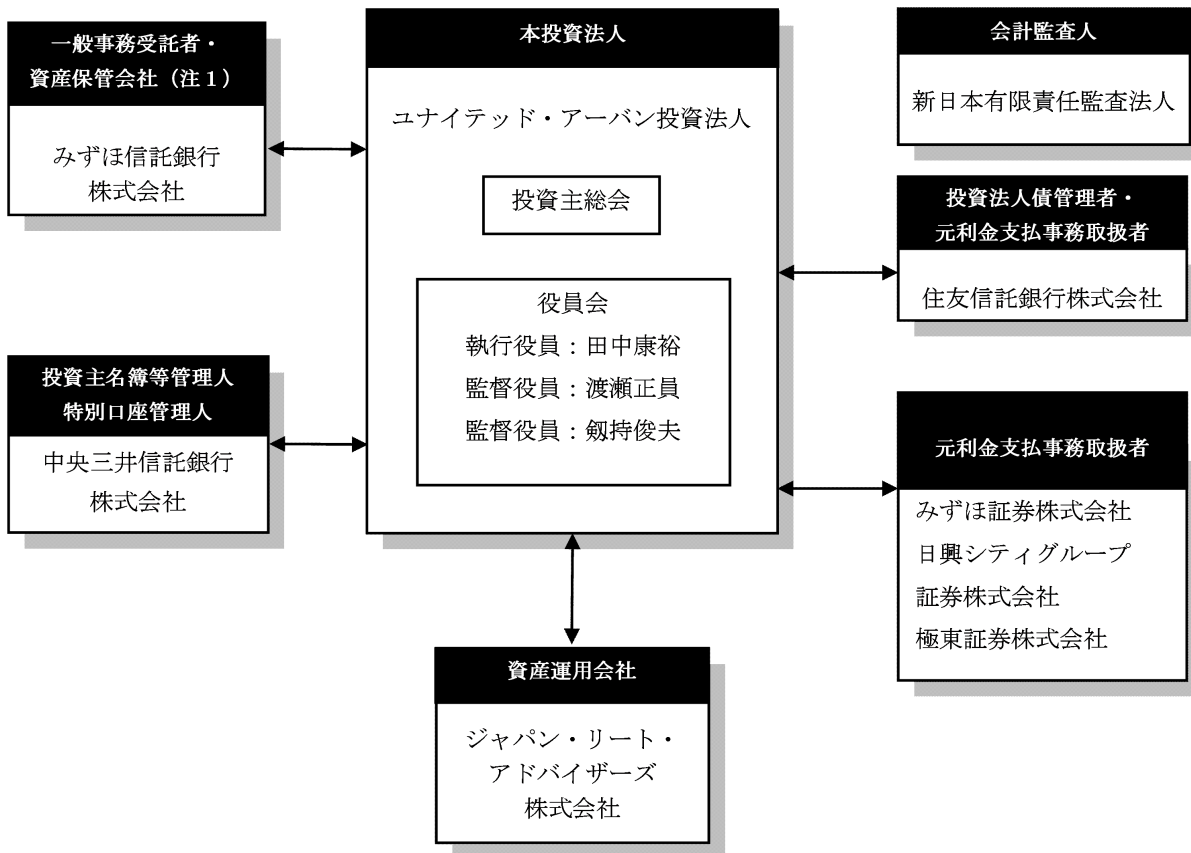 一般事務受託者・
資産保管会社（注１）
みずほ信託銀行
株式会社
投資主名簿等管理人
特別口座管理人
中央三井信託銀行
株式会社
本投資法人
ユナイテッド・アーバン投資法人
投資主総会
役員会
執行役員：田中康裕
監督役員：渡瀬正員
監督役員：剱持俊夫
資産運用会社
ジャパン・リート・
アドバイザーズ
株式会社
会計監査人
新日本有限責任監査法人
投資法人債管理者・
元利金支払事務取扱者
住友信託銀行株式会社
元利金支払事務取扱者
みずほ証券株式会社
日興シティグループ
証券株式会社
極東証券株式会社